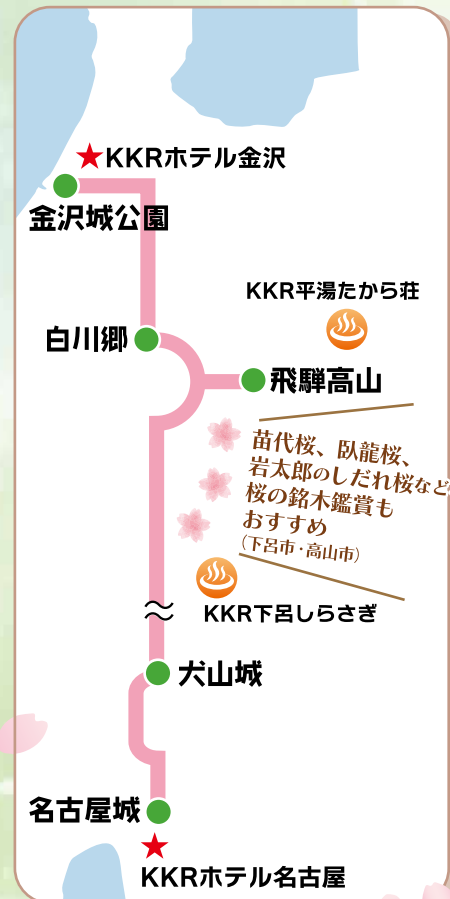 ★KKRホテル金沢
金沢城公園
KKR平湯たから荘
白川郷
飛騨高山
苗代桜、臥龍桜、
岩太郎のしだれ桜など
桜の銘木鑑賞も
おすすめ
（下呂市・高山市）
KKR下呂しらさぎ
犬山城
名古屋城
★
KKRホテル名古屋